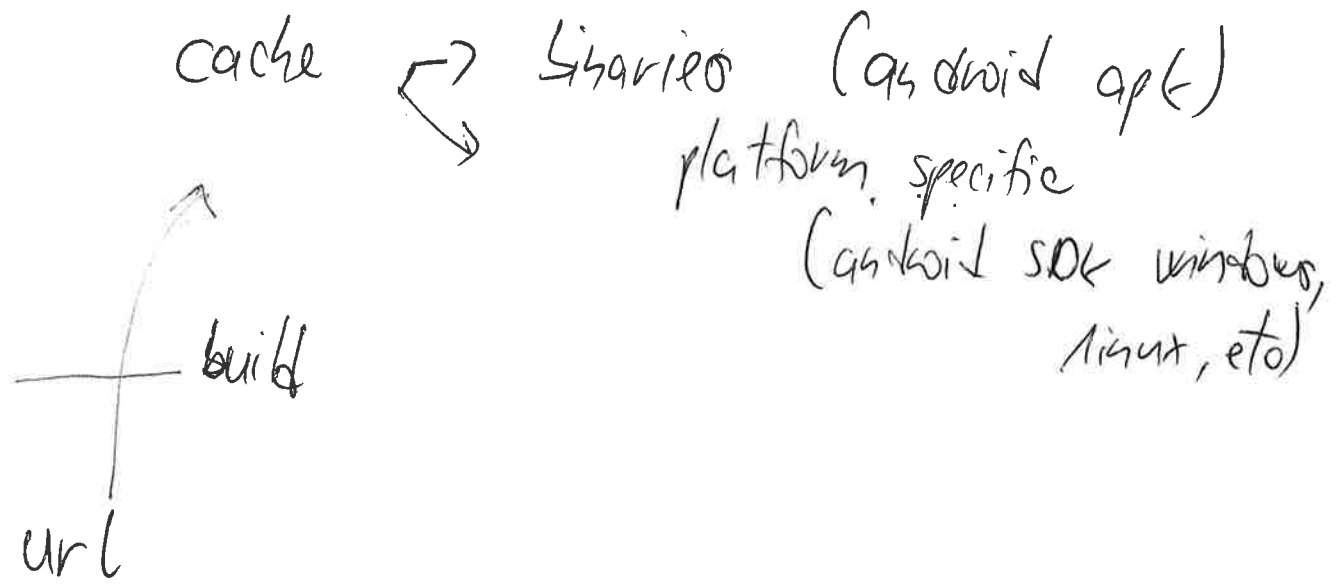 cache binaries (android apk)
platform specific
(android SDK windows,
linux, etc)
build
url